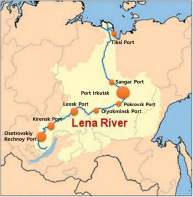 Tiksi Port
Sangar Port
Port Irkutsk
Pokrovsk Port
Lensk Port
Olyokminsk Port
Lena River
Kirensk Port
Osetrovskiy
Rechnoy Port